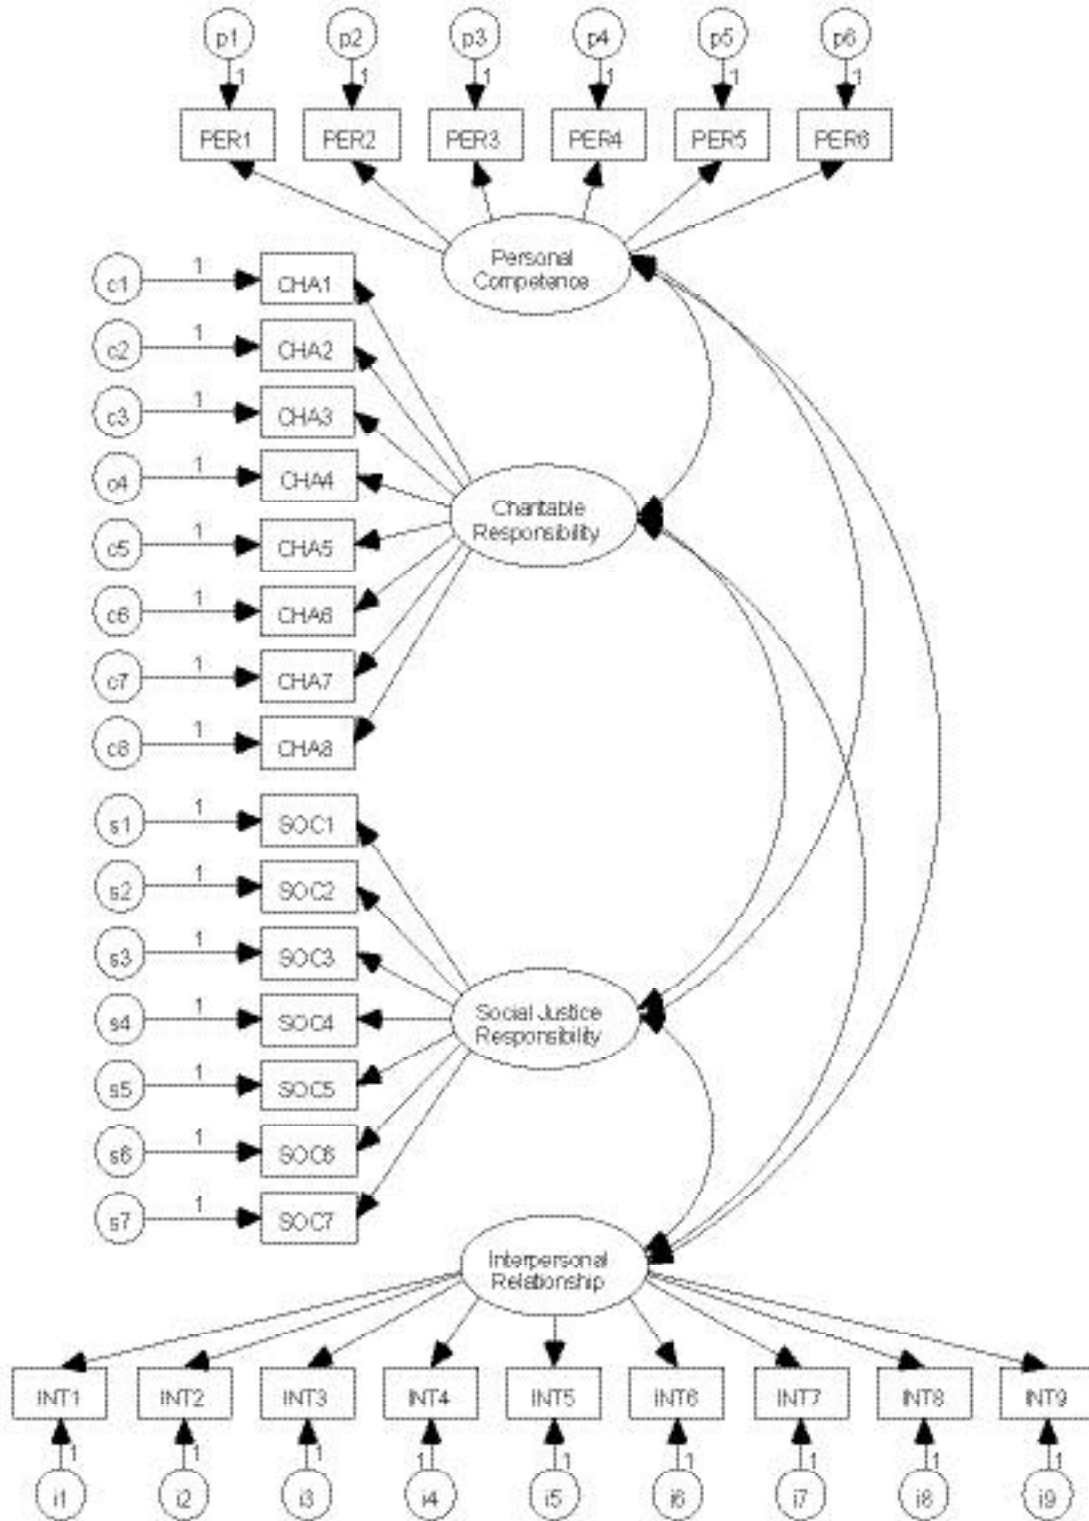 p1 p2 p3 p4 p5 p6
1 1 1 1 1 1
PER1 PER2 PER3 PER4 PER5 PER6
Personal
Competence
c1 1 CHA1
c2 1 CHA2
c3 1 CHA3
c4 1 CHA4
c5 1 CHA5
c6 1 CHA6
c7 1 CHA7
c8 1 CHA8
Charitable
Responsibility
s1 1 SOC1
s2 1 SOC2
s3 1 SOC3
s4 1 SOC4
s5 1 SOC5
s6 1 SOC6
s7 1 SOC7
Social Justice
Responsibility
Interpersonal
Relationship
INT1 INT2 INT3 INT4 INT5 INT6 INT7 INT8 INT9
1 1 1 1 1 1 1 1 1
i1 i2 i3 i4 i5 i6 i7 i8 i9